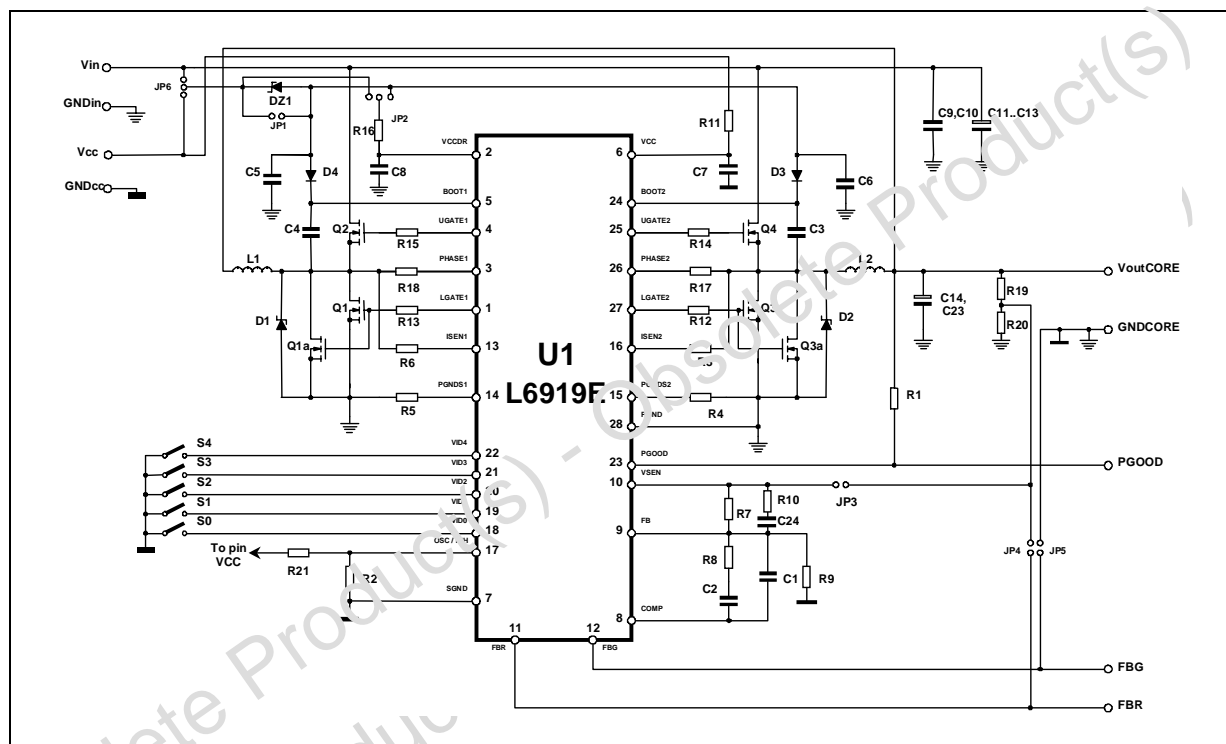 Vin
GNDin
Vcc
GNDcc
JP6
DZ1
JP1
JP2
R16
VCCDR
2
C5
D4
C8
BOOT1
5
C4
Q2
UGATE1
4
R15
L1
PHASE1
3
R18
Q1
LGATE1
1
R13
D1
Q1a
ISEN1
13
R6
PGNDS1
14
R5
U1
L6919E
R11
6
VCC
C7
D3
C6
C9,C10
C11..C13
24
BOOT2
25
UGATE2
R14
Q4
C3
26
PHASE2
R17
L2
27
LGATE2
R12
D2
16
ISEN2
Q3a
15
R4
28
VoutCORE
C14,
C23
R19
R20
GNDCORE
R1
23
PGOOD
PGOOD
VSEN
10
JP3
R7
R10
C24
9
FB
R8
C1
R9
C2
8
COMP
JP4
JP5
S4
VID4
22
S3
VID3
21
S2
VID2
S1
19
S0
VID0
18
17
To pin
VCC
R21
SGND
7
11
FBR
12
FBG
FBG
FBR
Obsolete Product(s) - Obsolete Product(s)